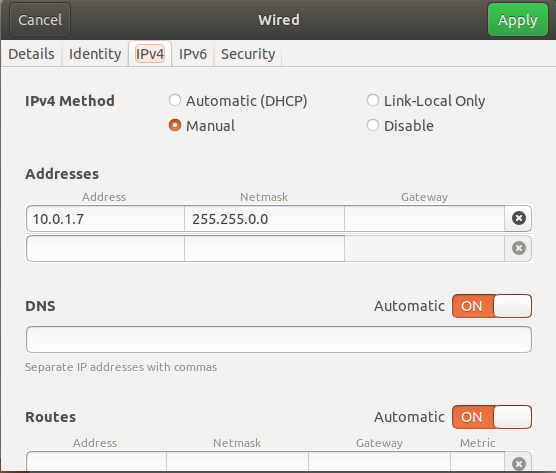 Cancel Wired Apply
Details Identity IPv4 IPv6 Security
IPv4 Method Automatic (DHCP) Link-Local Only
Manual Disable
Addresses
Address Netmask Gateway
10.0.1.7 255.255.0.0
DNS Automatic ON
Separate IP addresses with commas
Routes Automatic ON
Address Netmask Gateway Metric